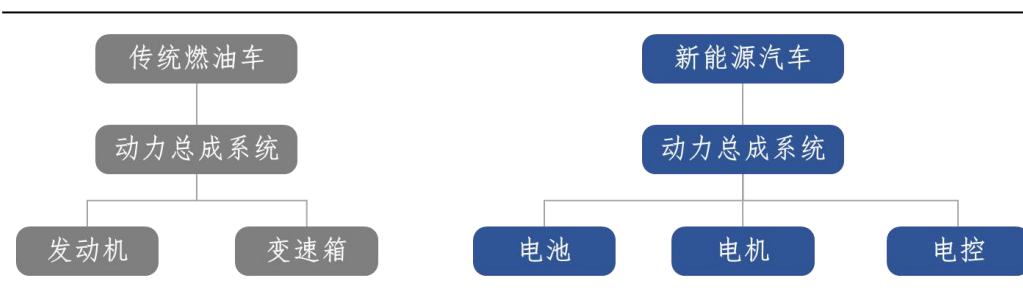 传统燃油车
新能源汽车
动力总成系统
动力总成系统
发动机
变速箱
电池
电机
电控